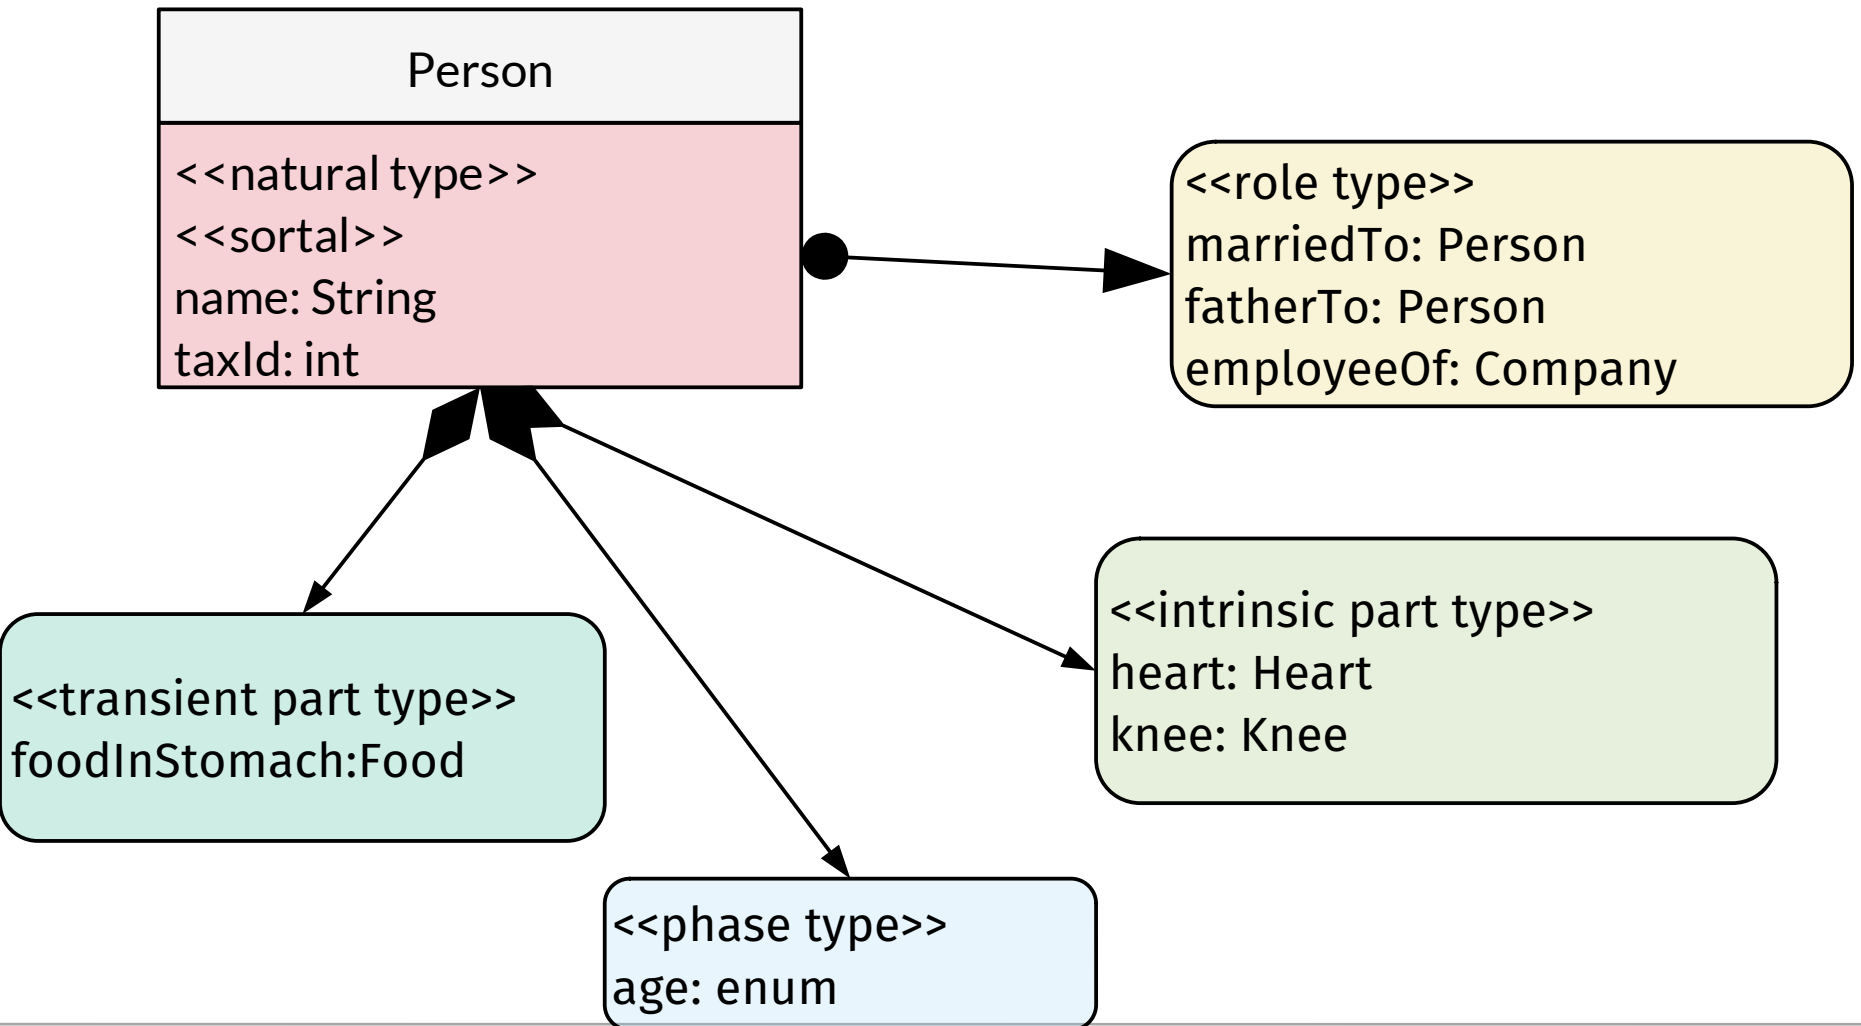 Person
<<natural type>>
<<sortal>>
name: String
taxId: int
<<role type>>
marriedTo: Person
fatherTo: Person
employeeOf: Company
<<intrinsic part type>>
heart: Heart
knee: Knee
<<transient part type>>
foodInStomach:Food
<<phase type>>
age: enum